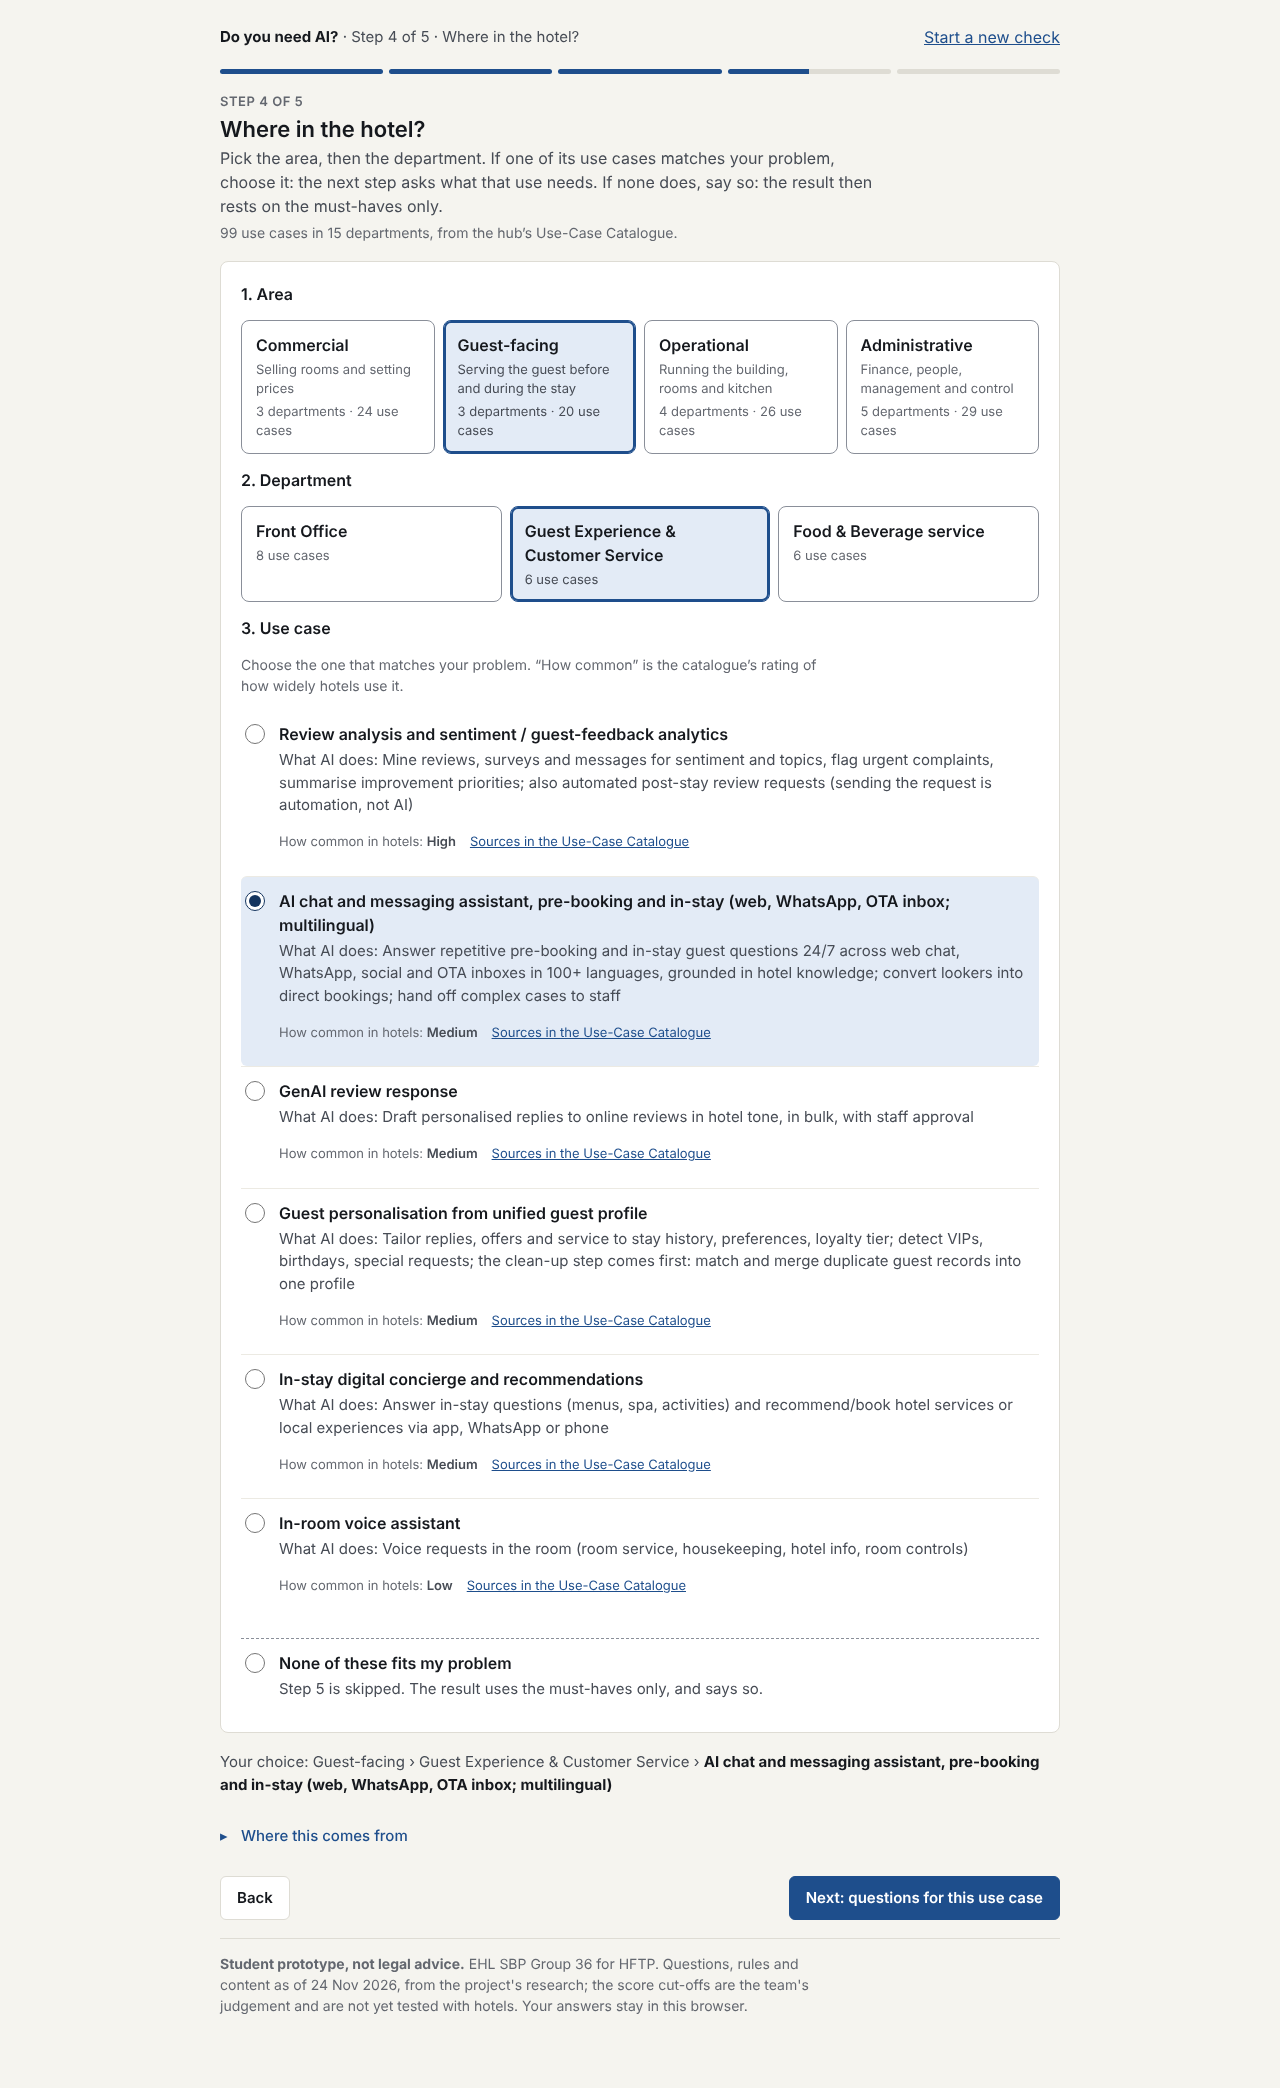 Do you need AI? · Step 4 of 5 · Where in the hotel?
Start a new check
STEP 4 OF 5
Where in the hotel?
Pick the area, then the department. If one of its use cases matches your problem,
choose it: the next step asks what that use needs. If none does, say so: the result then
rests on the must-haves only.
99 use cases in 15 departments, from the hub’s Use-Case Catalogue.
1. Area
Commercial
Selling rooms and setting
prices
3 departments · 24 use
cases
Guest-facing
Serving the guest before
and during the stay
3 departments · 20 use
cases
Operational
Running the building,
rooms and kitchen
4 departments · 26 use
cases
Administrative
Finance, people,
management and control
5 departments · 29 use
cases
2. Department
Front Office
8 use cases
Guest Experience &
Customer Service
6 use cases
Food & Beverage service
6 use cases
3. Use case
Choose the one that matches your problem. “How common” is the catalogue’s rating of
how widely hotels use it.
Review analysis and sentiment / guest-feedback analytics
What AI does: Mine reviews, surveys and messages for sentiment and topics, flag urgent complaints,
summarise improvement priorities; also automated post-stay review requests (sending the request is
automation, not AI)
How common in hotels: High Sources in the Use-Case Catalogue
AI chat and messaging assistant, pre-booking and in-stay (web, WhatsApp, OTA inbox;
multilingual)
What AI does: Answer repetitive pre-booking and in-stay guest questions 24/7 across web chat,
WhatsApp, social and OTA inboxes in 100+ languages, grounded in hotel knowledge; convert lookers into
direct bookings; hand off complex cases to staff
How common in hotels: Medium Sources in the Use-Case Catalogue
GenAI review response
What AI does: Draft personalised replies to online reviews in hotel tone, in bulk, with staff approval
How common in hotels: Medium Sources in the Use-Case Catalogue
Guest personalisation from unified guest profile
What AI does: Tailor replies, offers and service to stay history, preferences, loyalty tier; detect VIPs,
birthdays, special requests; the clean-up step comes first: match and merge duplicate guest records into
one profile
How common in hotels: Medium Sources in the Use-Case Catalogue
In-stay digital concierge and recommendations
What AI does: Answer in-stay questions (menus, spa, activities) and recommend/book hotel services or
local experiences via app, WhatsApp or phone
How common in hotels: Medium Sources in the Use-Case Catalogue
In-room voice assistant
What AI does: Voice requests in the room (room service, housekeeping, hotel info, room controls)
How common in hotels: Low Sources in the Use-Case Catalogue
None of these fits my problem
Step 5 is skipped. The result uses the must-haves only, and says so.
Your choice: Guest-facing › Guest Experience & Customer Service › AI chat and messaging assistant, pre-booking
and in-stay (web, WhatsApp, OTA inbox; multilingual)
▸ Where this comes from
Back
Next: questions for this use case
Student prototype, not legal advice. EHL SBP Group 36 for HFTP. Questions, rules and
content as of 24 Nov 2026, from the project's research; the score cut-offs are the team's
judgement and are not yet tested with hotels. Your answers stay in this browser.